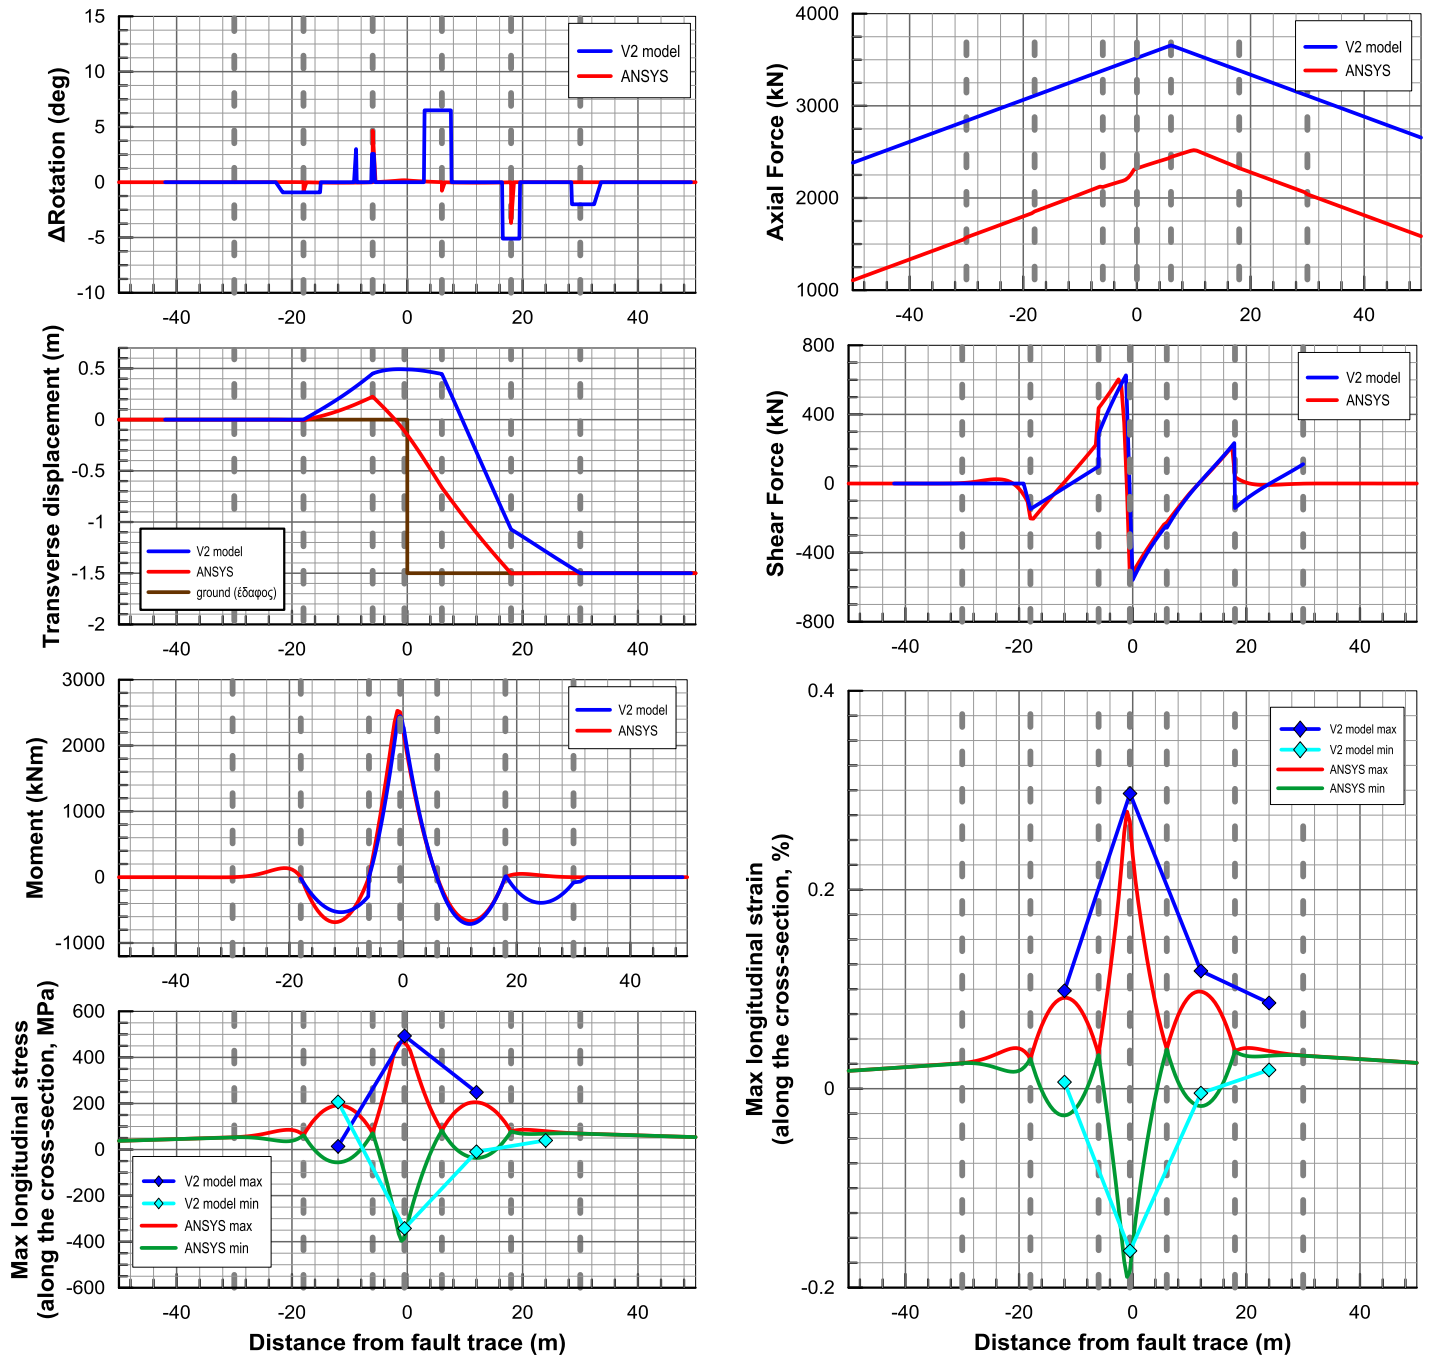 ΔRotation (deg)
15
10
5
0
-5
-10
-40
-20
0
20
40
V2 model
ANSYS
Axial Force (kN)
4000
3000
2000
1000
-40
-20
0
20
40
V2 model
ANSYS
Transverse displacement (m)
0.5
0
-0.5
-1
-1.5
-2
-40
-20
0
20
40
V2 model
ANSYS
ground (έδαφος)
Shear Force (kN)
800
400
0
-400
-800
-40
-20
0
20
40
V2 model
ANSYS
Moment (kNm)
3000
2000
1000
0
-1000
-40
-20
0
20
40
V2 model
ANSYS
Max longitudinal stress
(along the cross-section, MPa)
600
400
200
0
-200
-400
-600
-40
-20
0
20
40
V2 model max
V2 model min
ANSYS max
ANSYS min
Distance from fault trace (m)
Max longitudinal strain
(along the cross-section, %)
0.4
0.2
0
-0.2
-40
-20
0
20
40
V2 model max
V2 model min
ANSYS max
ANSYS min
Distance from fault trace (m)